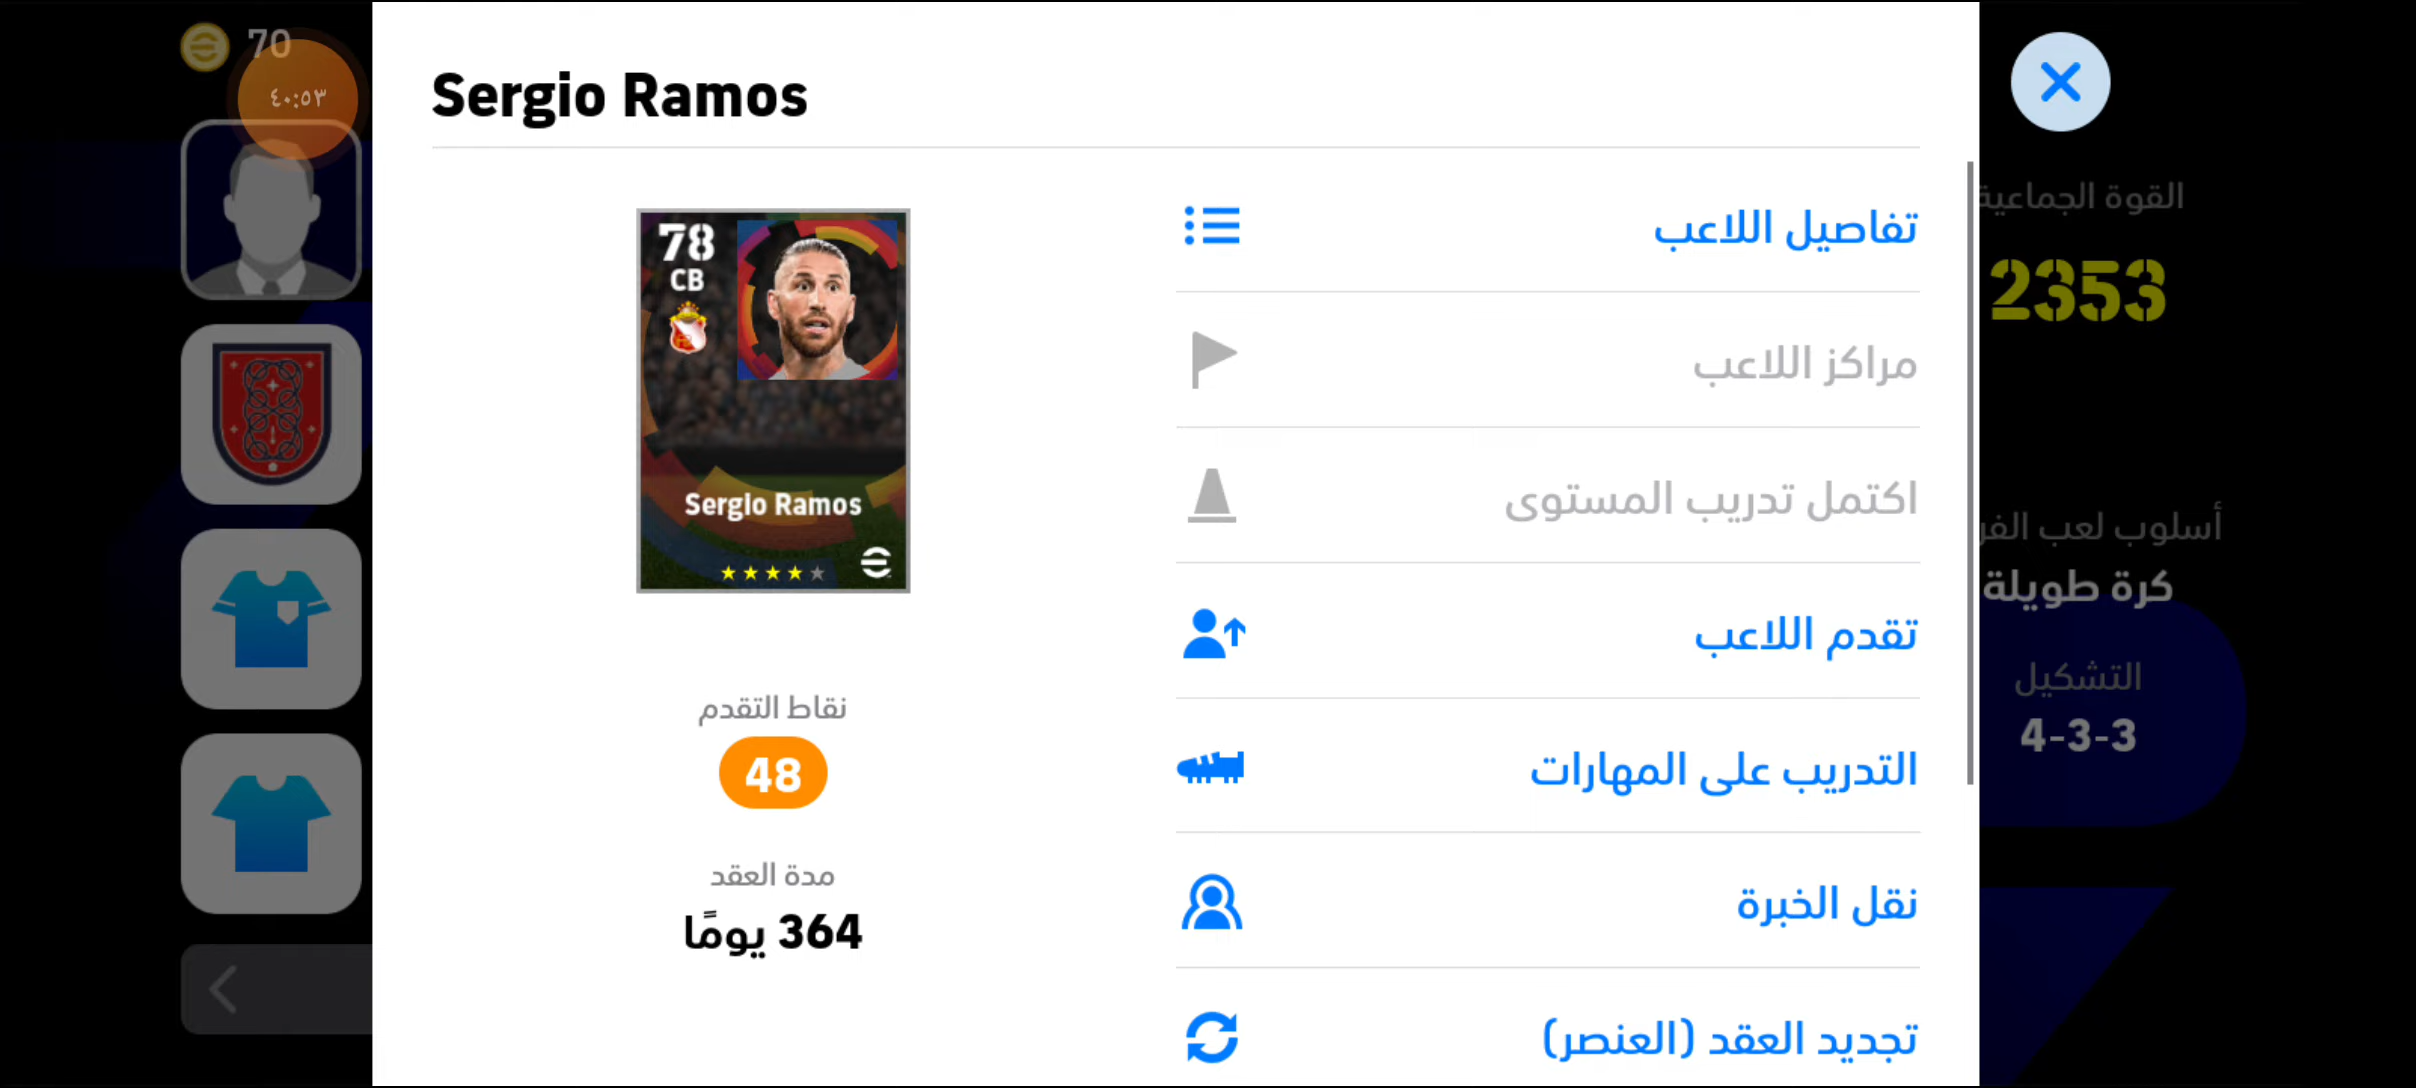 70
٤٠:٥٣
Sergio Ramos
78
CB
Sergio Ramos
نقاط التقدم
48
مدة العقد
364 يومًا
تفاصيل اللاعب
مراكز اللاعب
اكتمل تدريب المستوى
تقدم اللاعب
التدريب على المهارات
نقل الخبرة
تجديد العقد (العنصر)
القوة الجماعية
2353
أسلوب لعب الفر
كرة طويلة
التشكيل
4-3-3